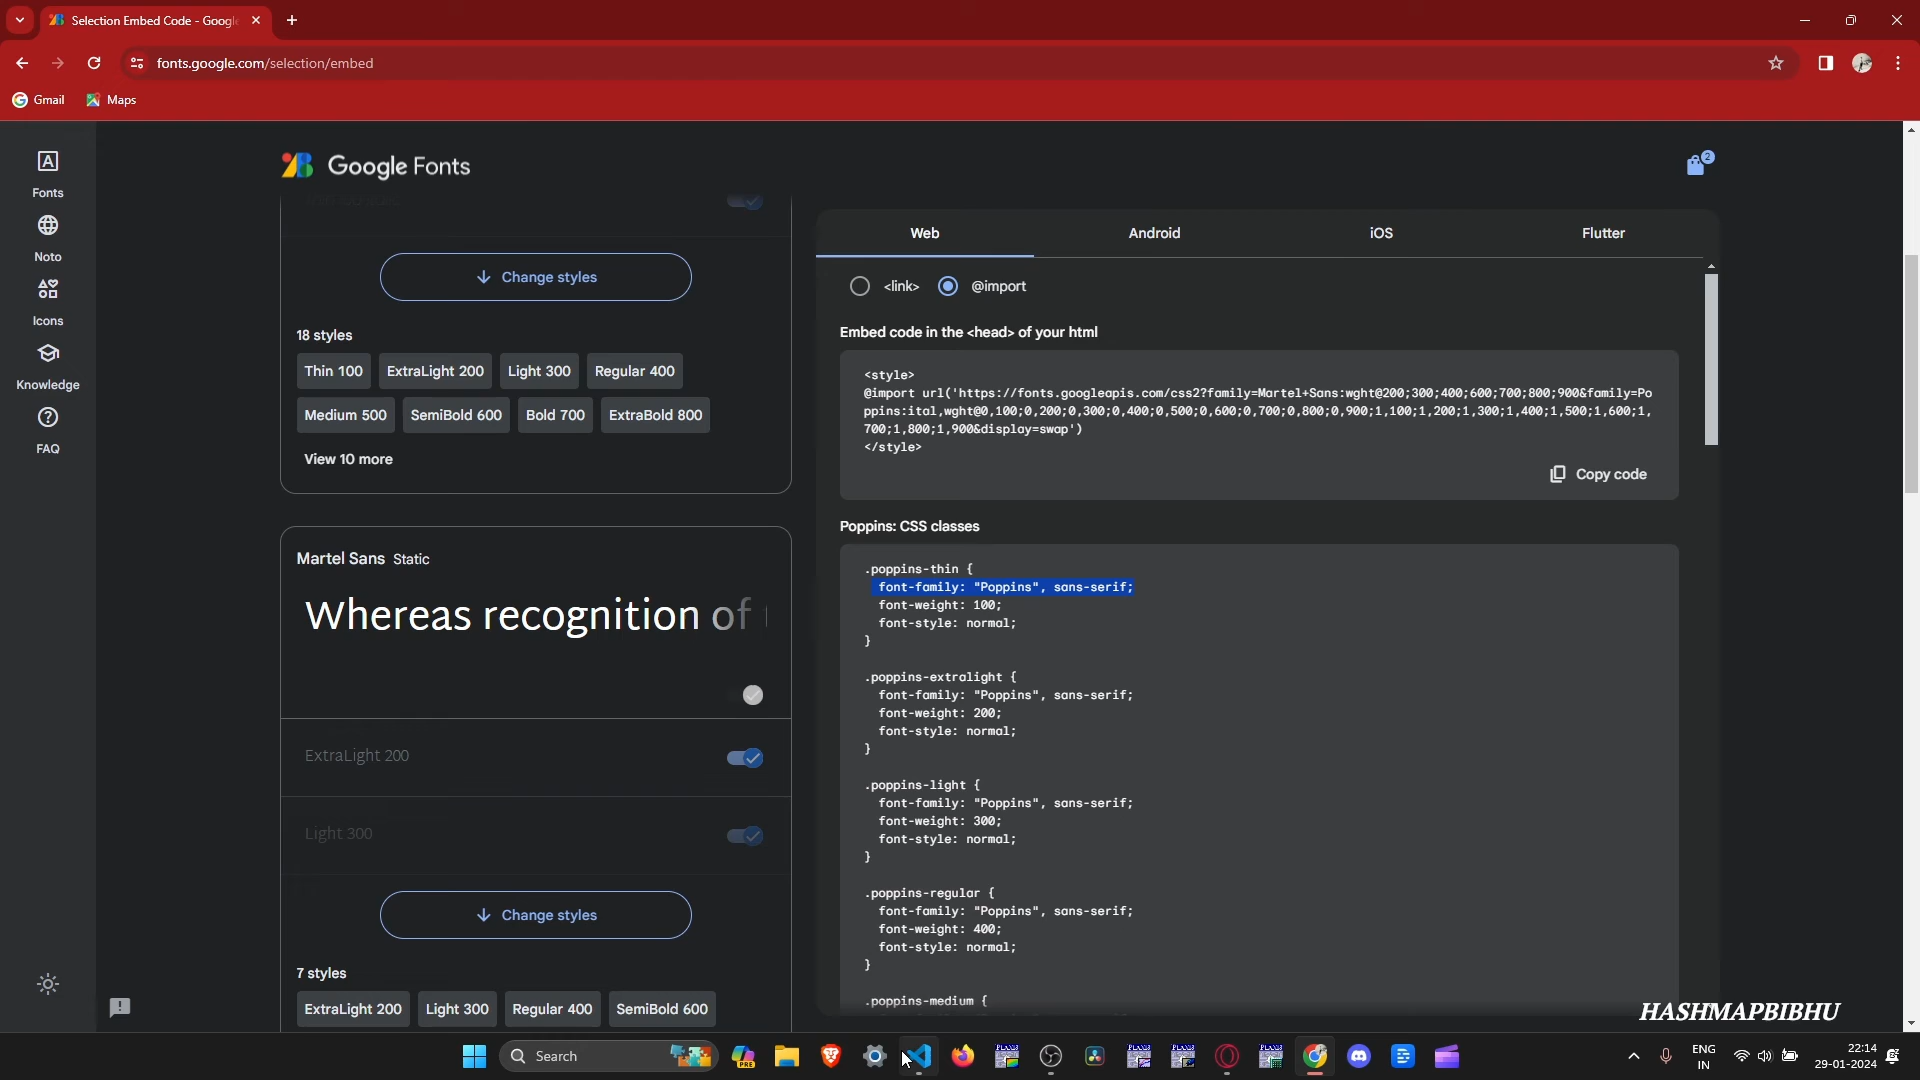 Selection Embed Code - Google
fonts.google.com/selection/embed
Gmail
Maps
Fonts
Noto
Icons
Knowledge
FAQ
Google Fonts
2
Change styles
18 styles
Thin 100
ExtraLight 200
Light 300
Regular 400
Medium 500
SemiBold 600
Bold 700
ExtraBold 800
View 10 more
Martel Sans Static
Whereas recognition of
ExtraLight 200
Light 300
Change styles
7 styles
ExtraLight 200
Light 300
Regular 400
SemiBold 600
Web
Android
iOS
Flutter
<link>
@import
Embed code in the <head> of your html
<style>
@import url('https://fonts.googleapis.com/css2?family=Martel+Sans:wght@200;300;400;600;700;800;900&family=Po
ppins:ital,wght@0,100;0,200;0,300;0,400;0,500;0,600;0,700;0,800;0,900;1,100;1,200;1,300;1,400;1,500;1,600;1,
700;1,800;1,900&display=swap')
</style>
Copy code
Poppins: CSS classes
.poppins-thin {
font-family: "Poppins", sans-serif;
font-weight: 100;
font-style: normal;
}
.poppins-extralight {
font-family: "Poppins", sans-serif;
font-weight: 200;
font-style: normal;
}
.poppins-light {
font-family: "Poppins", sans-serif;
font-weight: 300;
font-style: normal;
}
.poppins-regular {
font-family: "Poppins", sans-serif;
font-weight: 400;
font-style: normal;
}
.poppins-medium {
HASHMAPBIBHU
Search
PRE
ENG
IN
22:14
29-01-2024